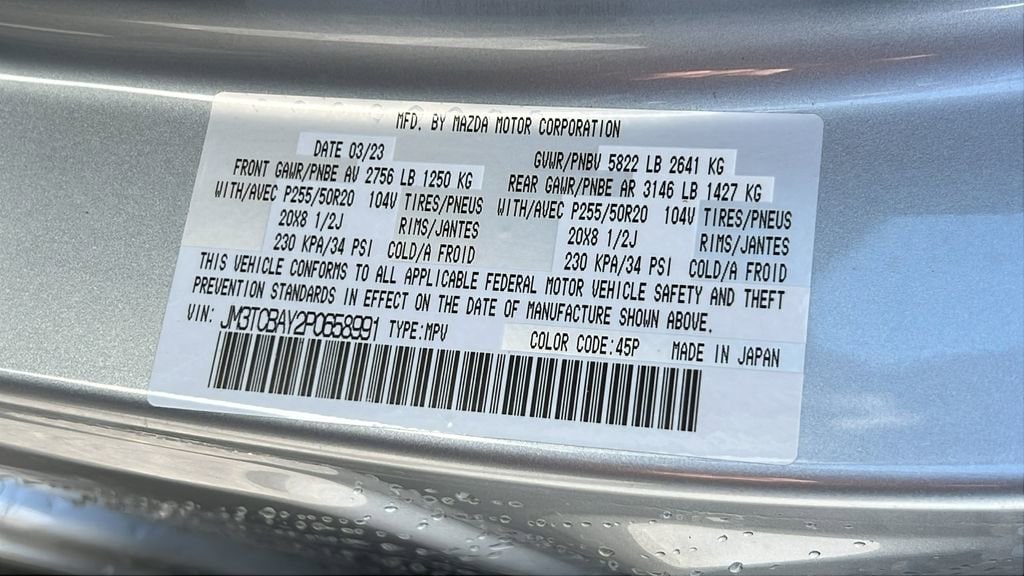 MFD. BY MAZDA MOTOR CORPORATION
DATE 03/23 GVWR/PNBV 5822 LB 2641 KG
FRONT GAWR/PNBE AV 2756 LB 1250 KG REAR GAWR/PNBE AR 3146 LB 1427 KG
WITH/AVEC P255/50R20 104V TIRES/PNEUS WITH/AVEC P255/50R20 104V TIRES/PNEUS
20X8 1/2J RIMS/JANTES 20X8 1/2J RIMS/JANTES
230 KPA/34 PSI COLD/A FROID 230 KPA/34 PSI COLD/A FROID
THIS VEHICLE CONFORMS TO ALL APPLICABLE FEDERAL MOTOR VEHICLE SAFETY AND THEFT
PREVENTION STANDARDS IN EFFECT ON THE DATE OF MANUFACTURE SHOWN ABOVE.
VIN: JM3TCBAY2P0658991 TYPE:MPV COLOR CODE:45P MADE IN JAPAN